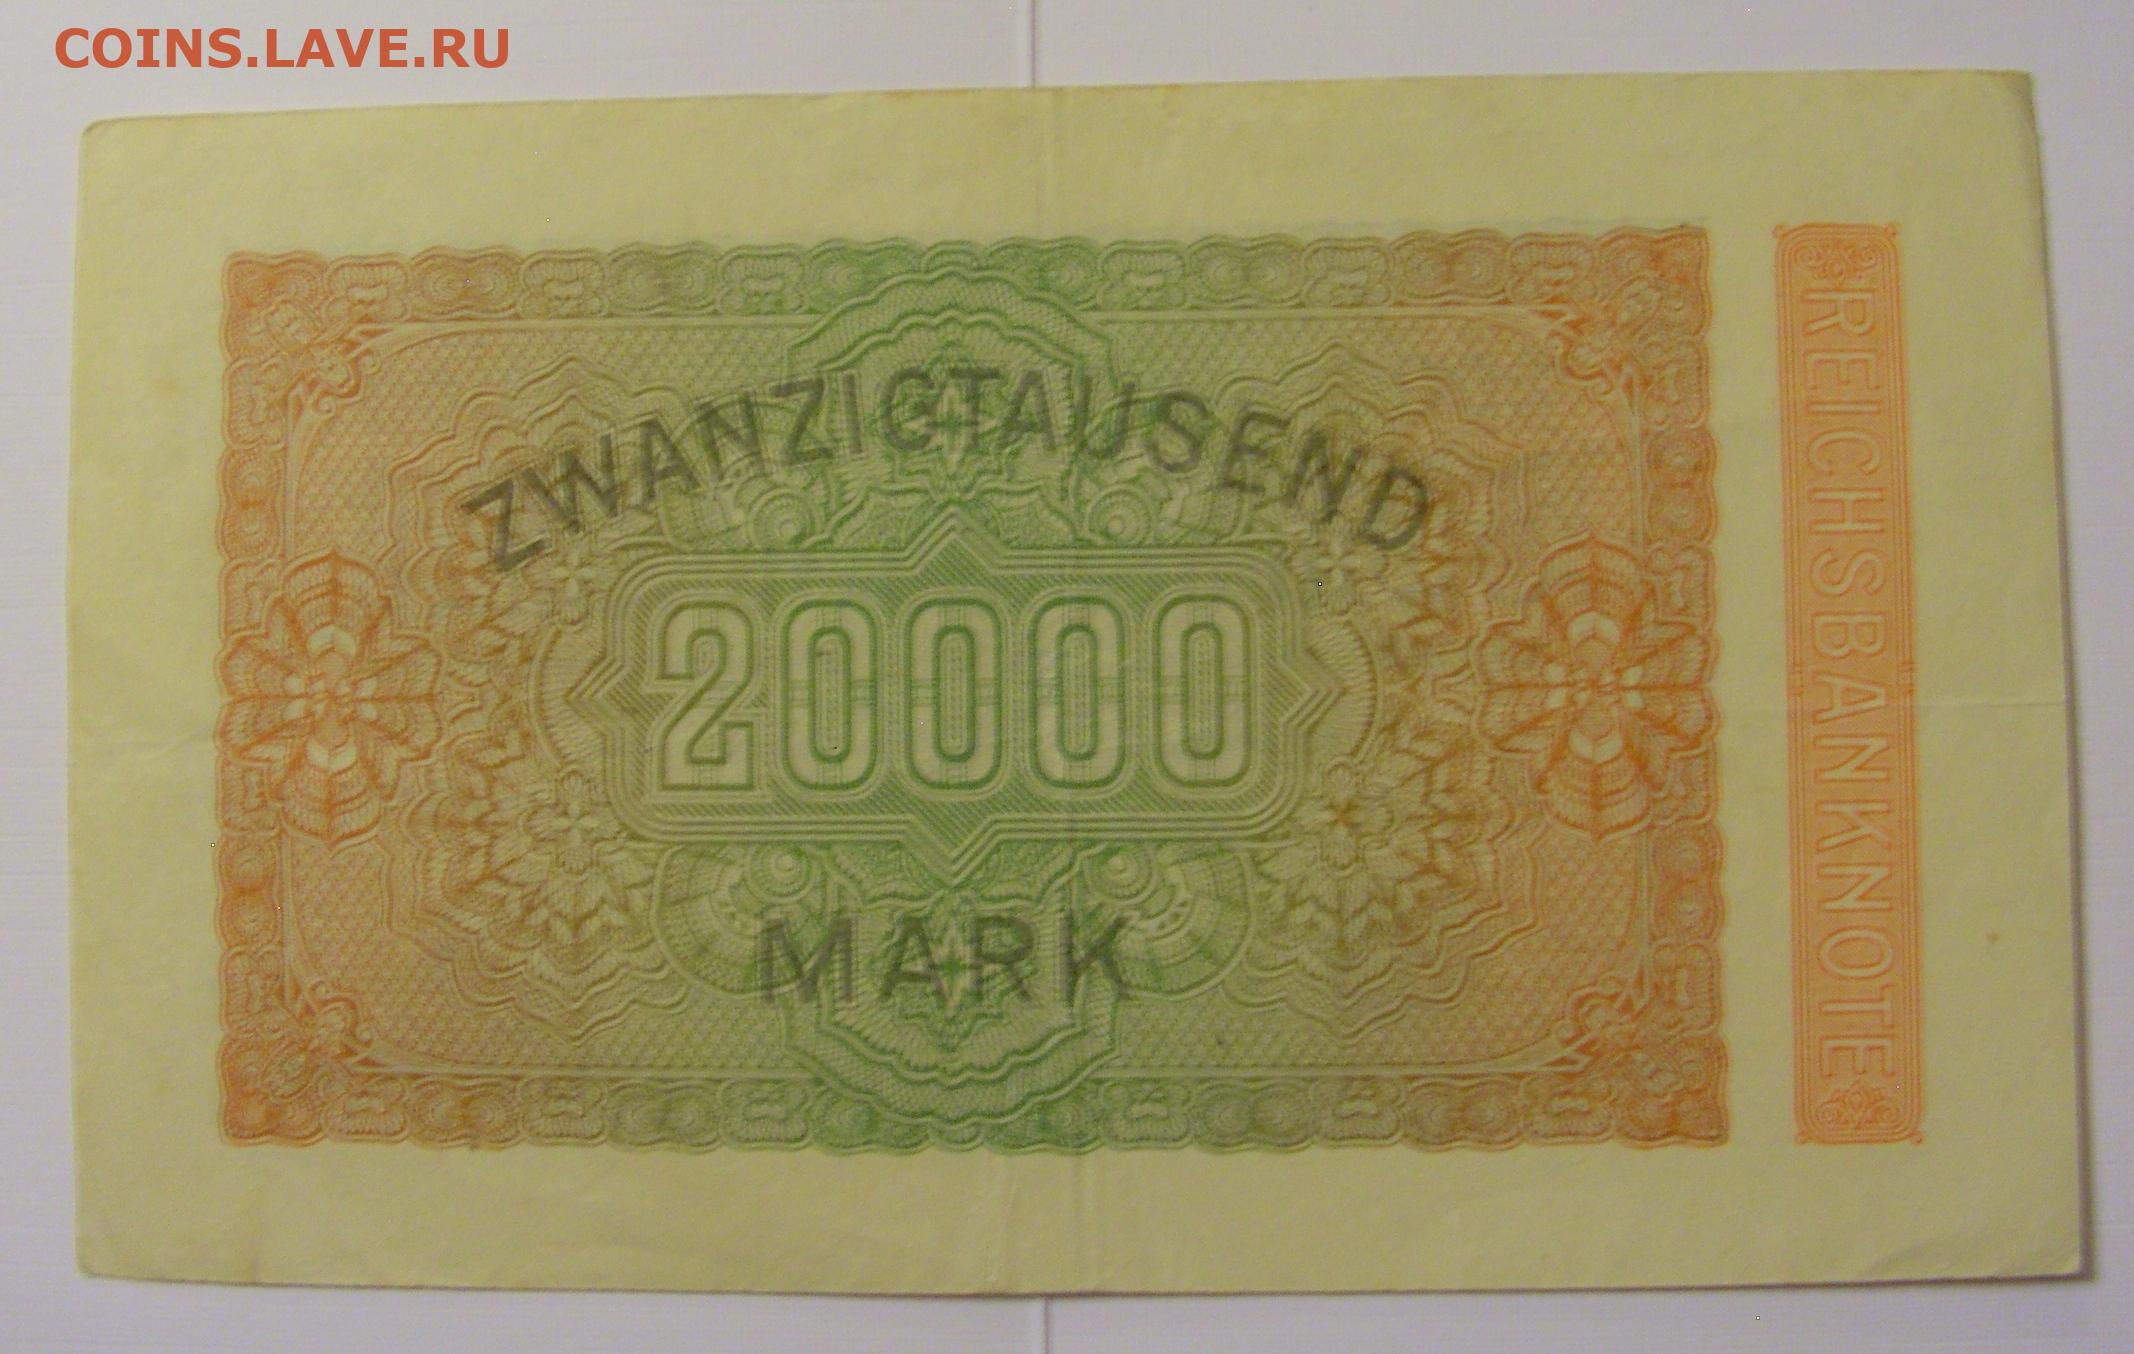 COINS.LAVE.RU
ZWANZIGTAUSEND
20000
MARK
REICHSBANKNOTE